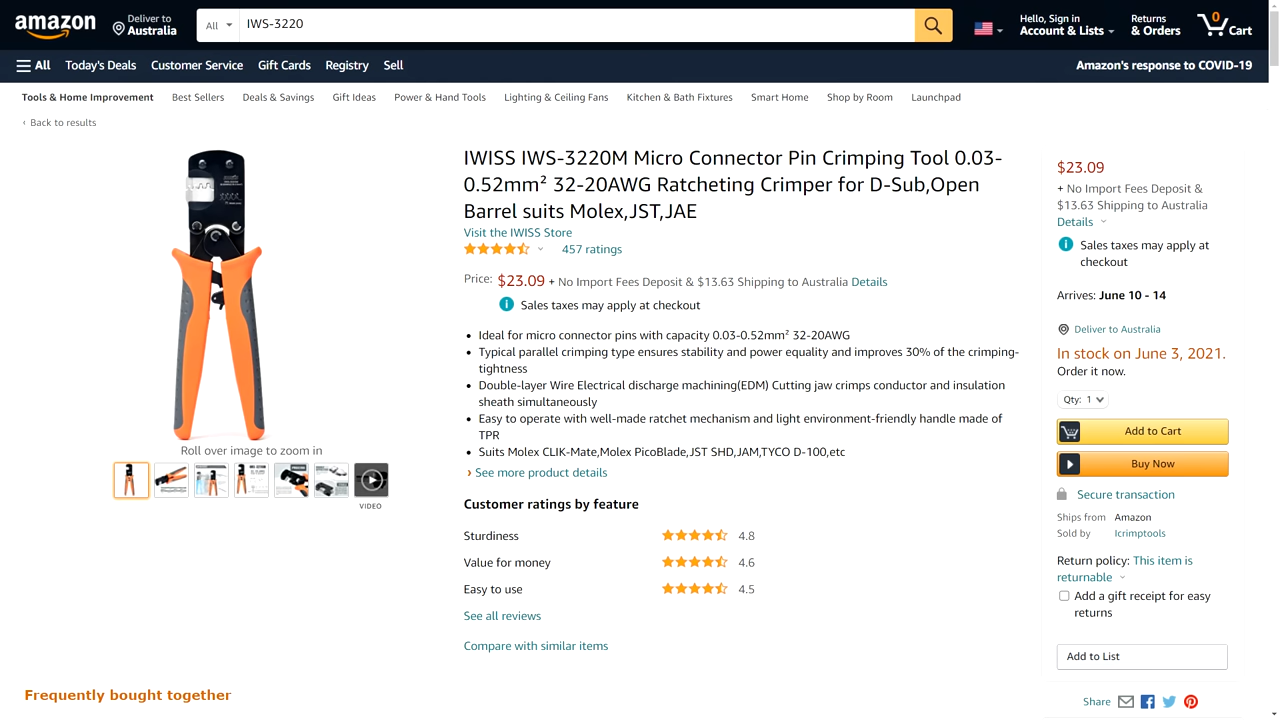 amazon
Deliver to
Australia
All
IWS-3220
Hello, Sign in
Account & Lists
Returns
& Orders
0
Cart
All
Today's Deals
Customer Service
Gift Cards
Registry
Sell
Amazon's response to COVID-19
Tools & Home Improvement
Best Sellers
Deals & Savings
Gift Ideas
Power & Hand Tools
Lighting & Ceiling Fans
Kitchen & Bath Fixtures
Smart Home
Shop by Room
Launchpad
‹ Back to results
Roll over image to zoom in
VIDEO
IWISS IWS-3220M Micro Connector Pin Crimping Tool 0.03-
0.52mm² 32-20AWG Ratcheting Crimper for D-Sub,Open
Barrel suits Molex,JST,JAE
Visit the IWISS Store
457 ratings
Price: $23.09 + No Import Fees Deposit & $13.63 Shipping to Australia Details
Sales taxes may apply at checkout
• Ideal for micro connector pins with capacity 0.03-0.52mm² 32-20AWG
• Typical parallel crimping type ensures stability and power equality and improves 30% of the crimping-
tightness
• Double-layer Wire Electrical discharge machining(EDM) Cutting jaw crimps conductor and insulation
sheath simultaneously
• Easy to operate with well-made ratchet mechanism and light environment-friendly handle made of
TPR
• Suits Molex CLIK-Mate,Molex PicoBlade,JST SHD,JAM,TYCO D-100,etc
› See more product details
Customer ratings by feature
Sturdiness 4.8
Value for money 4.6
Easy to use 4.5
See all reviews
Compare with similar items
$23.09
+ No Import Fees Deposit &
$13.63 Shipping to Australia
Details
Sales taxes may apply at
checkout
Arrives: June 10 - 14
Deliver to Australia
In stock on June 3, 2021.
Order it now.
Qty: 1
Add to Cart
Buy Now
Secure transaction
Ships from Amazon
Sold by Icrimptools
Return policy: This item is
returnable
Add a gift receipt for easy
returns
Add to List
Share
Frequently bought together